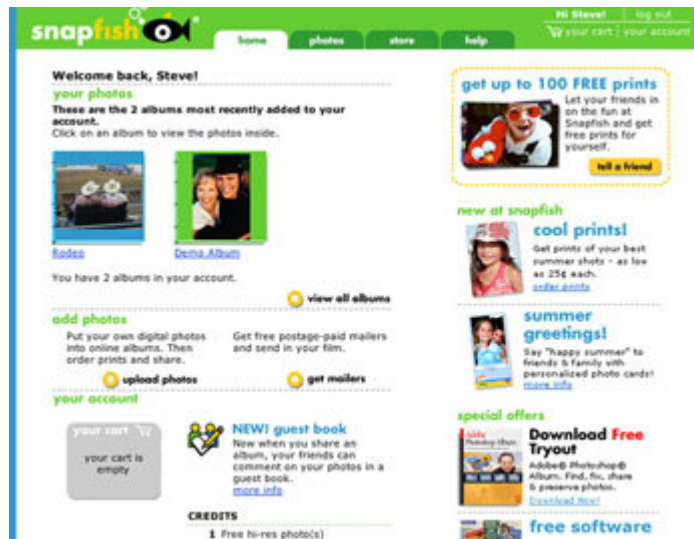 snapfish
Hi Steve! | log out
your cart | your account
home photos store help
Welcome back, Steve!
your photos
These are the 2 albums most recently added to your
account.
Click on an album to view the photos inside.
Rodeo
Demo Album
You have 2 albums in your account.
view all albums
add photos
Put your own digital photos
into online albums. Then
order prints and share.
upload photos
Get free postage-paid mailers
and send in your film.
get mailers
your account
your cart
your cart is
empty
NEW! guest book
Now when you share an
album, your friends can
comment on your photos in a
guest book.
more info
CREDITS
1 Free hi-res photo(s)
get up to 100 FREE prints
Let your friends in
on the fun at
Snapfish and get
free prints for
yourself.
tell a friend
new at snapfish
cool prints!
Get prints of your best
summer shots - as low
as 25¢ each.
order prints
summer
greetings!
Say "happy summer" to
friends & family with
personalized photo cards!
more info
special offers
Adobe
Photoshop Album
Download Free
Tryout
Adobe® Photoshop®
Album. Find, fix, share
& preserve photos.
Download Now!
free software